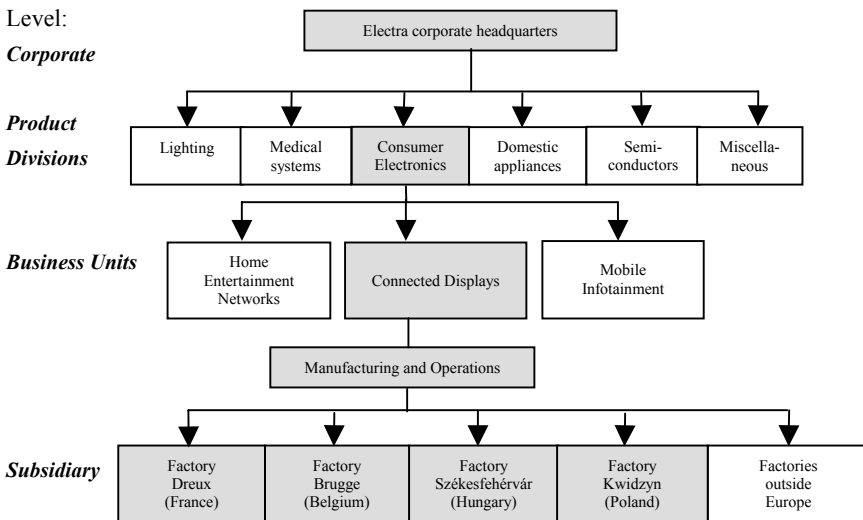 Level:
Corporate
Electra corporate headquarters
Product
Divisions
Lighting
Medical
systems
Consumer
Electronics
Domestic
appliances
Semi-
conductors
Miscella-
neous
Business Units
Home
Entertainment
Networks
Connected Displays
Mobile
Infotainment
Manufacturing and Operations
Subsidiary
Factory
Dreux
(France)
Factory
Brugge
(Belgium)
Factory
Székesfehérvár
(Hungary)
Factory
Kwidzyn
(Poland)
Factories
outside
Europe